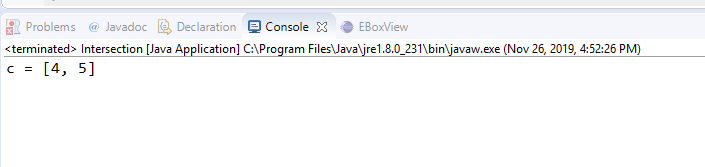 Problems @ Javadoc Declaration Console EBoxView
<terminated> Intersection [Java Application] C:\Program Files\Java\jre1.8.0_231\bin\javaw.exe (Nov 26, 2019, 4:52:26 PM)
c = [4, 5]